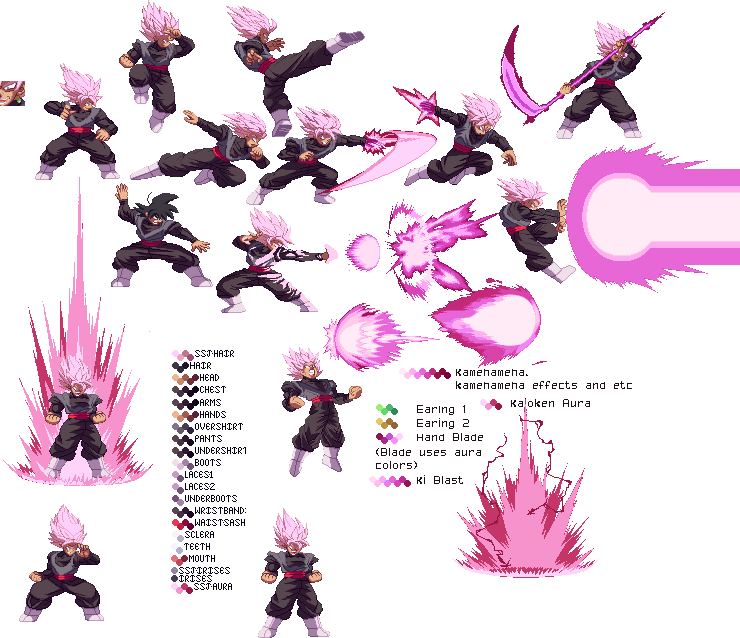 SSJHAIR
HAIR
HEAD
CHEST
ARMS
HANDS
OVERSHIRT
PANTS
UNDERSHIRT
BOOTS
LACES1
LACES2
UNDERBOOTS
WRISTBAND:
WAISTSASH
SCLERA
TEETH
MOUTH
SSJIRISES
IRISES
SSJAURA
Kamehameha.
kamehameha effects and etc
Earing 1
Kaioken Aura
Earing 2
Hand Blade
(Blade uses aura
colors)
Ki Blast